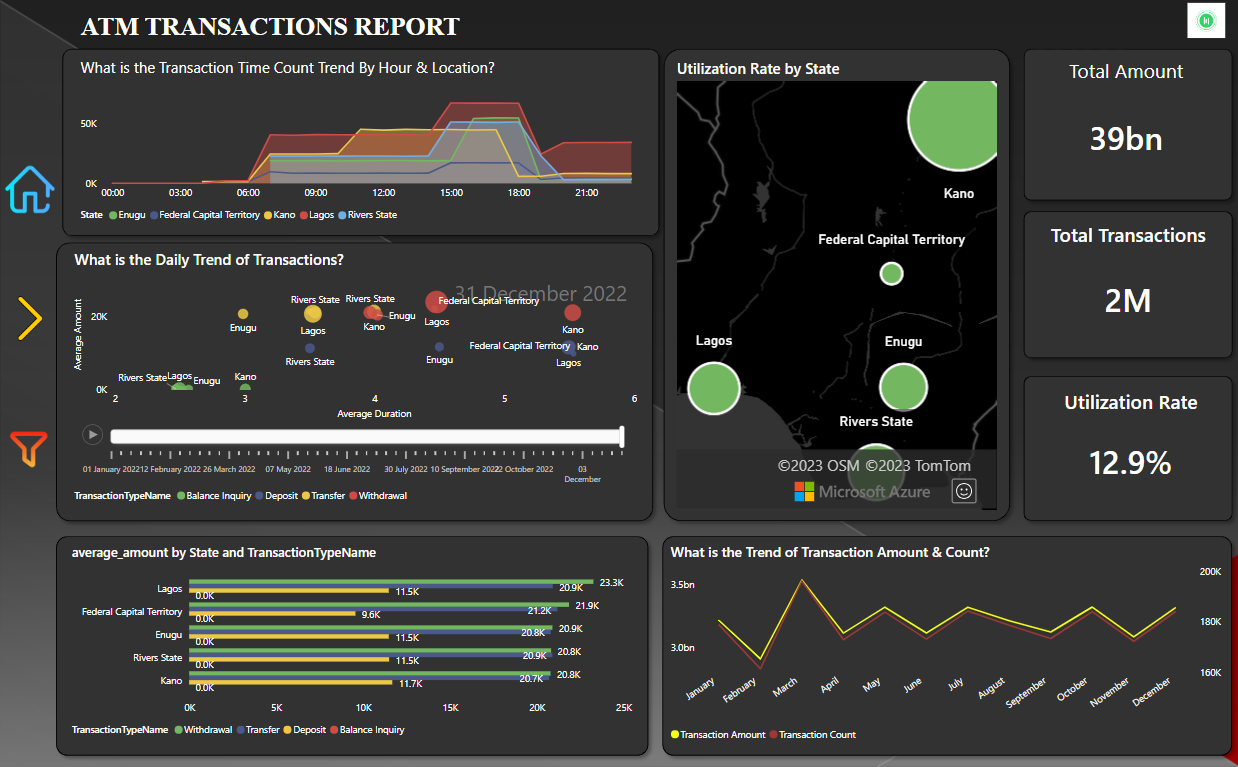 ATM TRANSACTIONS REPORT
What is the Transaction Time Count Trend By Hour & Location?
50K
0K
00:00 03:00 06:00 09:00 12:00 15:00 18:00 21:00
State Enugu Federal Capital Territory Kano Lagos Rivers State
Utilization Rate by State
Kano
Federal Capital Territory
Lagos
Enugu
Rivers State
©2023 OSM ©2023 TomTom
Microsoft Azure
Total Amount
39bn
Total Transactions
2M
Utilization Rate
12.9%
What is the Daily Trend of Transactions?
31 December 2022
Average Amount
20K
0K
Rivers State Rivers State Federal Capital Territory
Enugu Lagos Kano Enugu Lagos Kano
Rivers State Enugu Federal Capital Territory Kano
Lagos
Rivers State Lagos Enugu Kano
2 3 4 5 6
Average Duration
01 January 2022 12 February 2022 26 March 2022 07 May 2022 18 June 2022 30 July 2022 10 September 2022 22 October 2022 03 December
TransactionTypeName Balance Inquiry Deposit Transfer Withdrawal
average_amount by State and TransactionTypeName
Lagos 23.3K 20.9K 11.5K 0.0K
Federal Capital Territory 21.9K 21.2K 9.6K 0.0K
Enugu 20.9K 20.8K 11.5K 0.0K
Rivers State 20.8K 20.9K 11.5K 0.0K
Kano 20.8K 20.7K 11.7K 0.0K
0K 5K 10K 15K 20K 25K
TransactionTypeName Withdrawal Transfer Deposit Balance Inquiry
What is the Trend of Transaction Amount & Count?
3.5bn
3.0bn
200K
180K
160K
January February March April May June July August September October November December
Transaction Amount Transaction Count